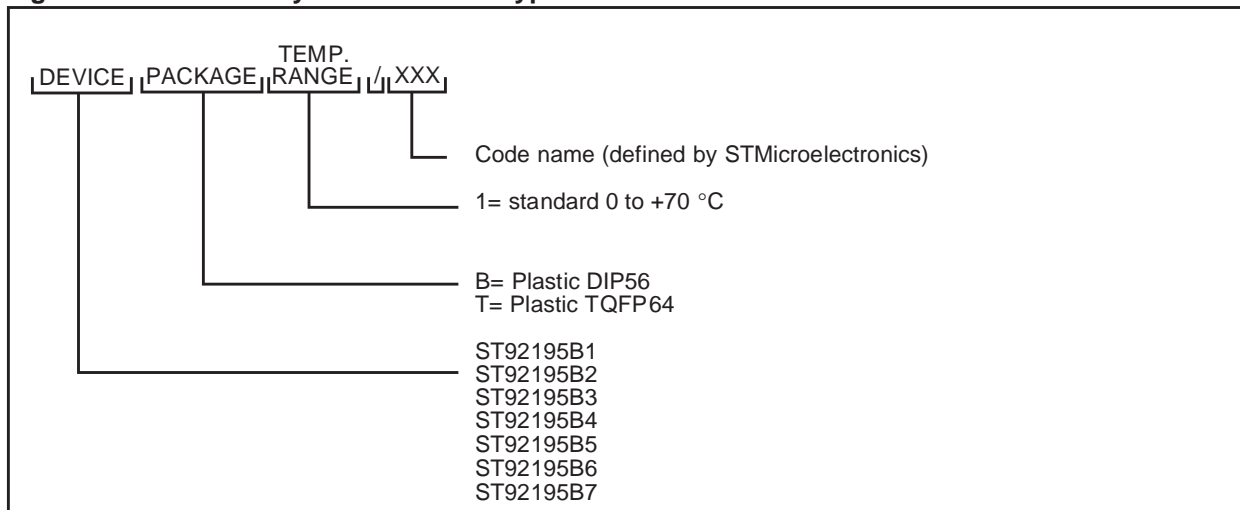 TEMP.
DEVICE PACKAGE RANGE / XXX
Code name (defined by STMicroelectronics)
1= standard 0 to +70 °C
B= Plastic DIP56
T= Plastic TQFP64
ST92195B1
ST92195B2
ST92195B3
ST92195B4
ST92195B5
ST92195B6
ST92195B7